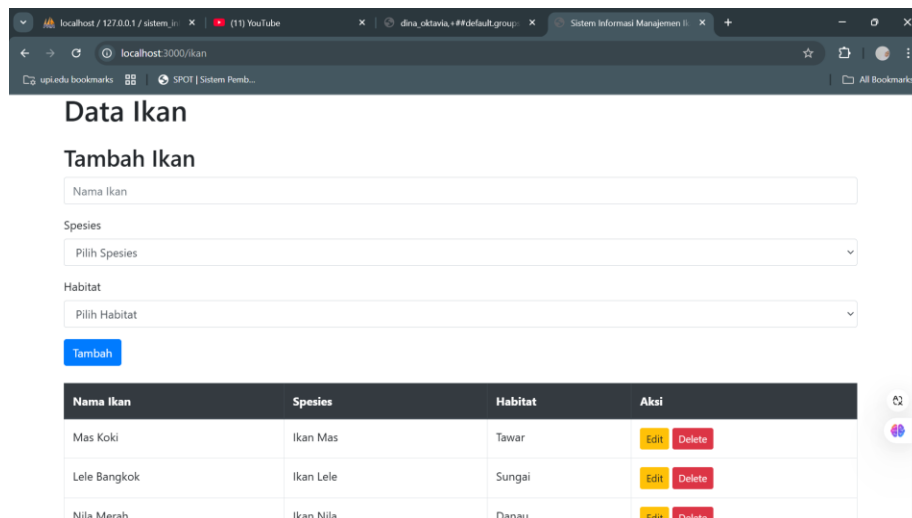 localhost / 127.0.0.1 / sistem_in
(11) YouTube
dina_oktavia,+##default.group
Sistem Informasi Manajemen I
localhost:3000/ikan
upi.edu bookmarks
SPOT | Sistem Pemb...
All Bookmarks
Data Ikan
Tambah Ikan
Nama Ikan
Spesies
Pilih Spesies
Habitat
Pilih Habitat
Tambah
Nama Ikan Spesies Habitat Aksi
Mas Koki Ikan Mas Tawar Edit Delete
Lele Bangkok Ikan Lele Sungai Edit Delete
Nila Merah Ikan Nila Danau Edit Delete